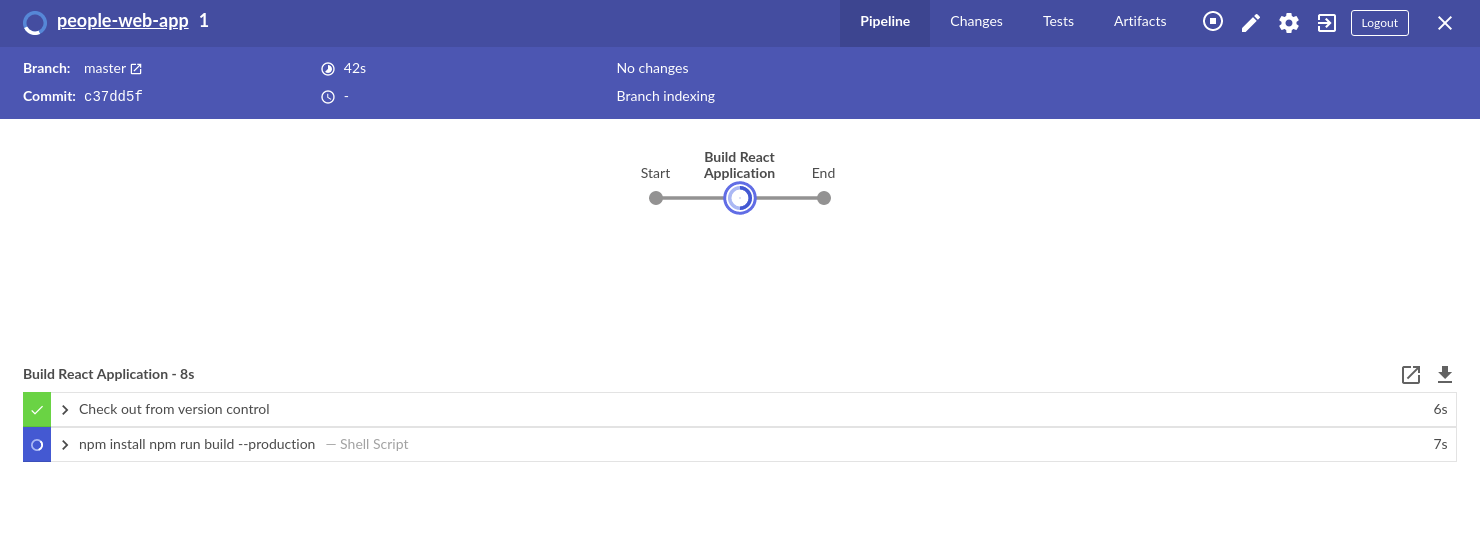 people-web-app 1 Pipeline Changes Tests Artifacts Logout
Branch: master 42s No changes
Commit: c37dd5f - Branch indexing
Build React
Start Application End
Build React Application - 8s
Check out from version control 6s
npm install npm run build --production — Shell Script 7s